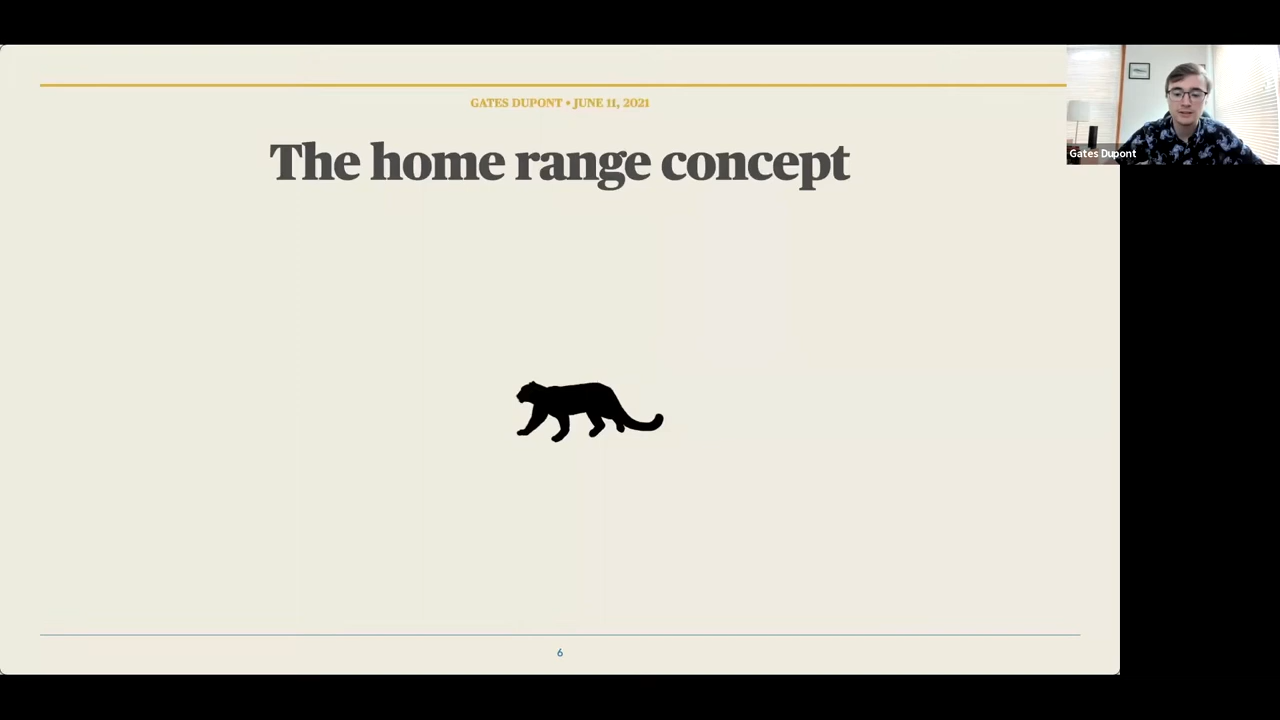 GATES DUPONT • JUNE 11, 2021
The home range concept
Gates Dupont
6